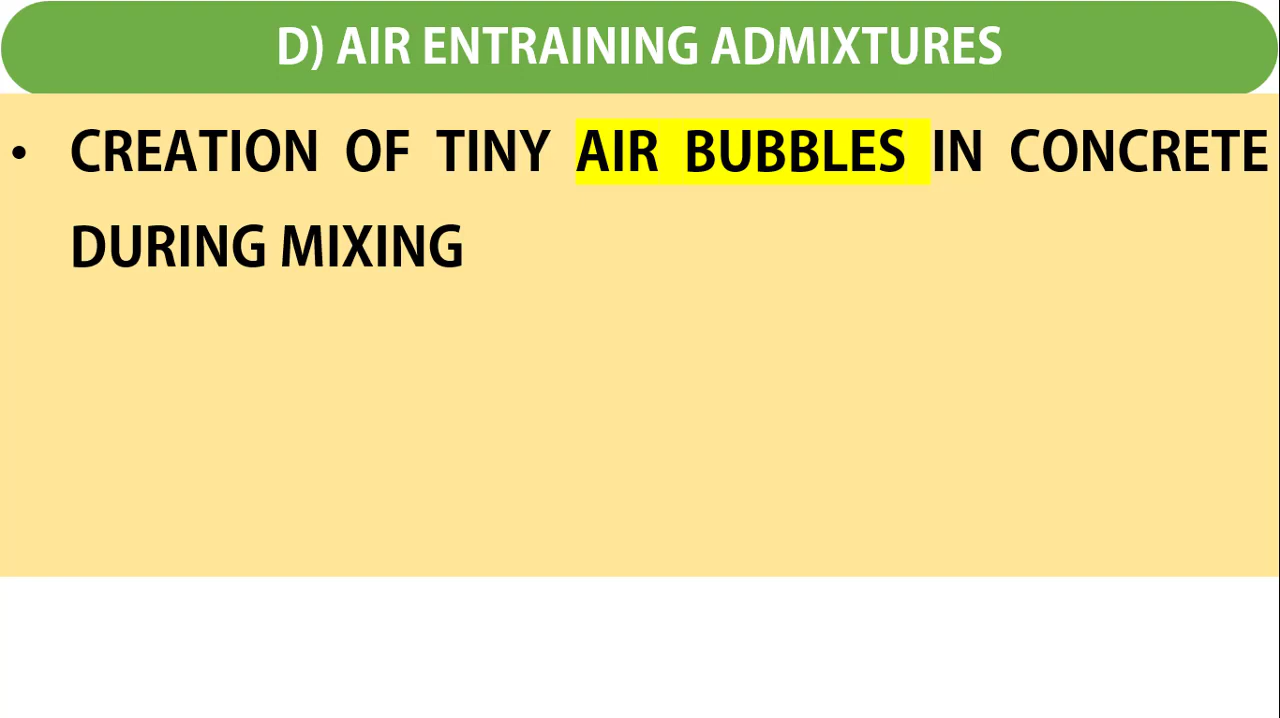 D) AIR ENTRAINING ADMIXTURES
• CREATION OF TINY AIR BUBBLES IN CONCRETE
DURING MIXING